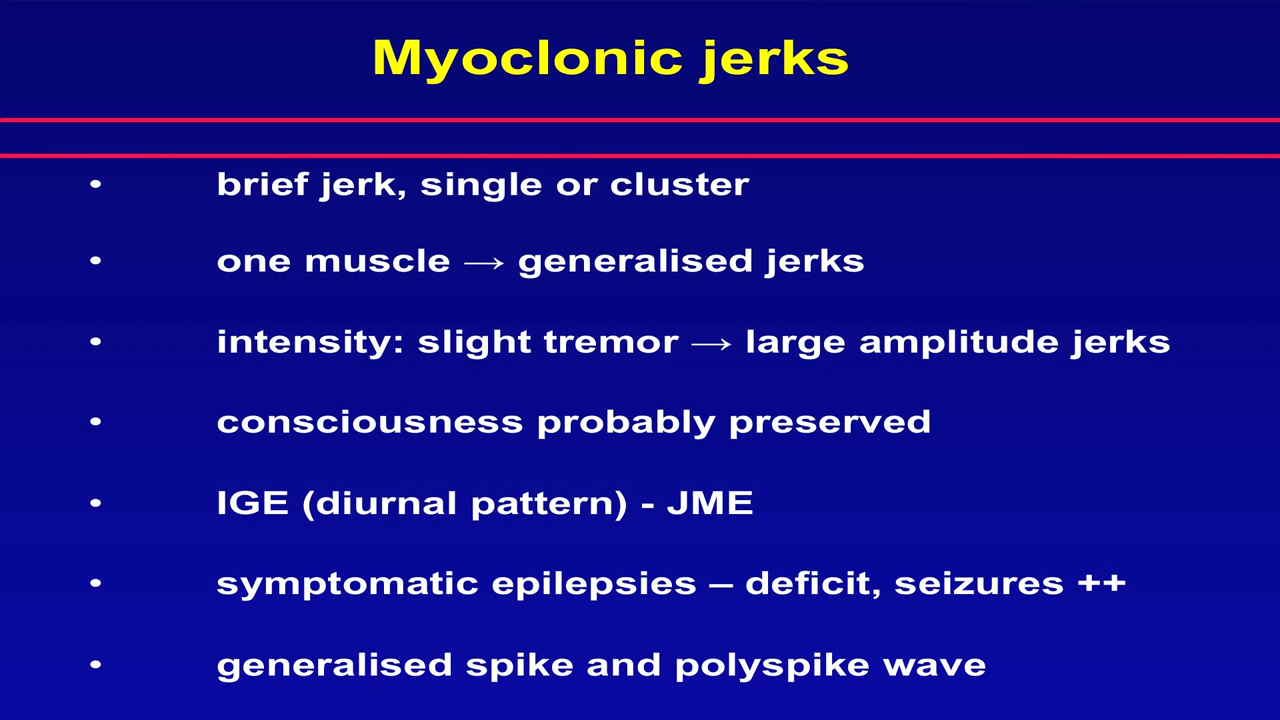 Myoclonic jerks
• brief jerk, single or cluster
• one muscle → generalised jerks
• intensity: slight tremor → large amplitude jerks
• consciousness probably preserved
• IGE (diurnal pattern) - JME
• symptomatic epilepsies – deficit, seizures ++
• generalised spike and polyspike wave